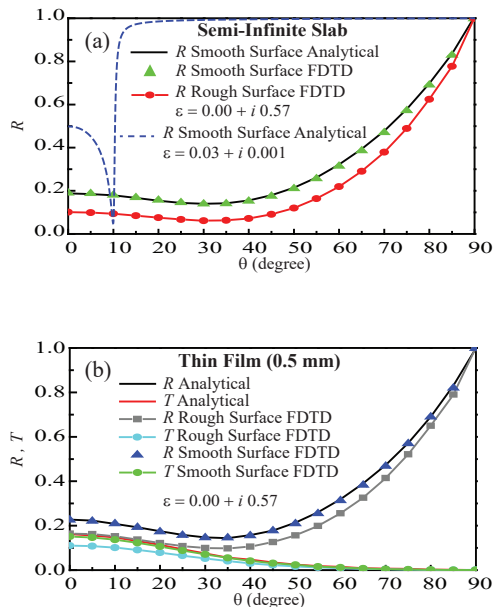 (a)
Semi-Infinite Slab
R Smooth Surface Analytical
R Smooth Surface FDTD
R Rough Surface FDTD
ε = 0.00 + i 0.57
R Smooth Surface Analytical
ε = 0.03 + i 0.001
1.0
0.8
0.6
0.4
0.2
0.0
R
0 10 20 30 40 50 60 70 80 90
θ (degree)
(b)
Thin Film (0.5 mm)
R Analytical
T Analytical
R Rough Surface FDTD
T Rough Surface FDTD
R Smooth Surface FDTD
T Smooth Surface FDTD
ε = 0.00 + i 0.57
1.0
0.8
0.6
0.4
0.2
0.0
R , T
0 10 20 30 40 50 60 70 80 90
θ (degree)